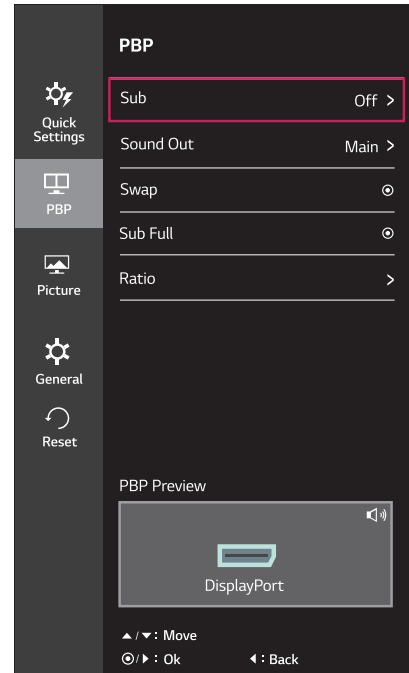 PBP
Quick
Settings
PBP
Picture
General
Reset
Sub Off >
Sound Out Main >
Swap
Sub Full
Ratio >
PBP Preview
DisplayPort
▲/▼: Move
◉/▶ : Ok ◀ : Back